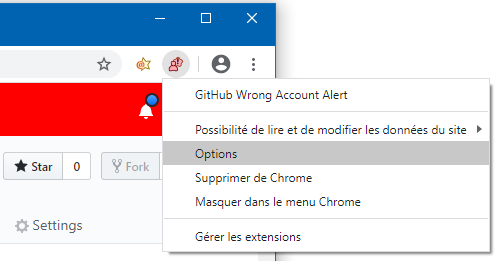 GitHub Wrong Account Alert
Possibilité de lire et de modifier les données du site
Star 0 Fork
Options
Supprimer de Chrome
Masquer dans le menu Chrome
Settings
Gérer les extensions